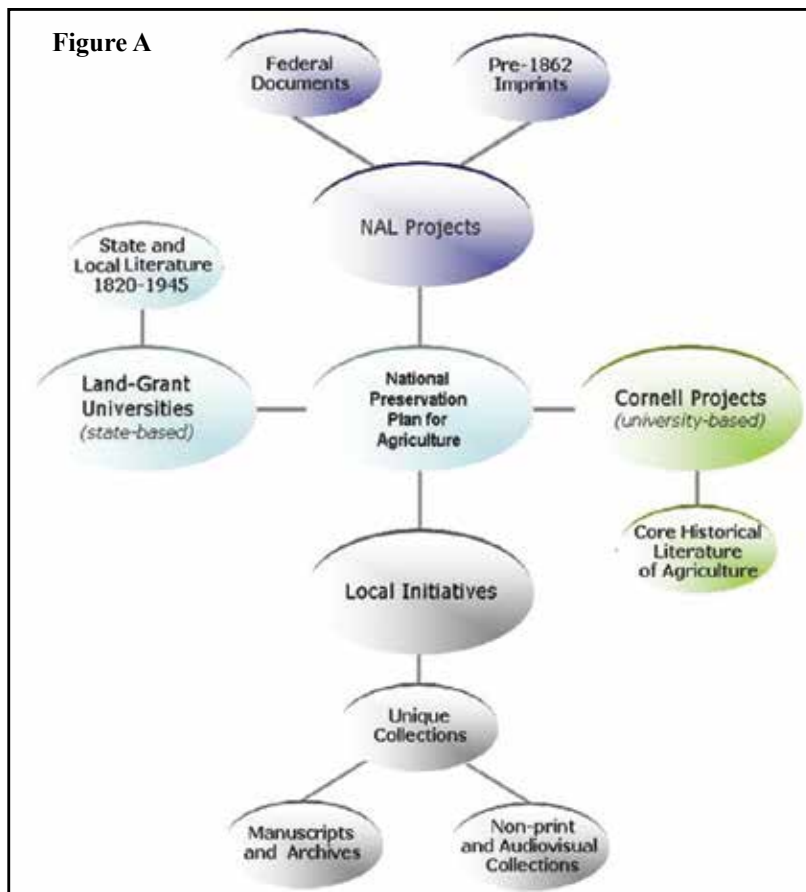 Figure A
Federal
Documents
Pre-1862
Imprints
NAL Projects
State and
Local Literature
1820-1945
Land-Grant
Universities
(state-based)
National
Preservation
Plan for
Agriculture
Cornell Projects
(university-based)
Core Historical
Literature
of Agriculture
Local Initiatives
Unique
Collections
Manuscripts
and Archives
Non-print
and Audiovisual
Collections